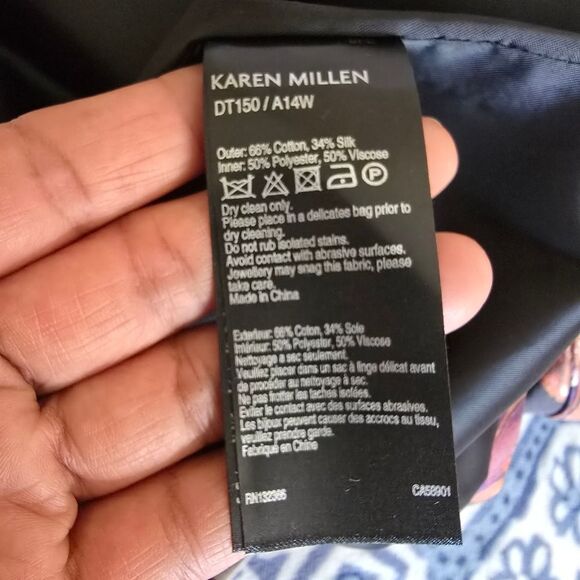 KAREN MILLEN
DT150 / A14W
Outer: 66% Cotton, 34% Silk
Inner: 50% Polyester, 50% Viscose
P
Dry clean only.
Please place in a delicates bag prior to
dry cleaning.
Do not rub isolated stains.
Avoid contact with abrasive surfaces.
Jewellery may snag this fabric, please
take care.
Made in China
Exterieur: 66% Coton, 34% Soie
Interieur: 50% Polyester, 50% Viscose
Nettoyage a sec seulement.
Veuillez placer dans un sac à linge délicat avant
de procéder au nettoyage à sec.
Ne pas frotter les taches isolées.
Eviter le contact avec des surfaces abrasives.
Les bijoux peuvent causer des accrocs au tissu,
veuillez prendre garde.
Fabriqué en Chine
RN132365
CA58901